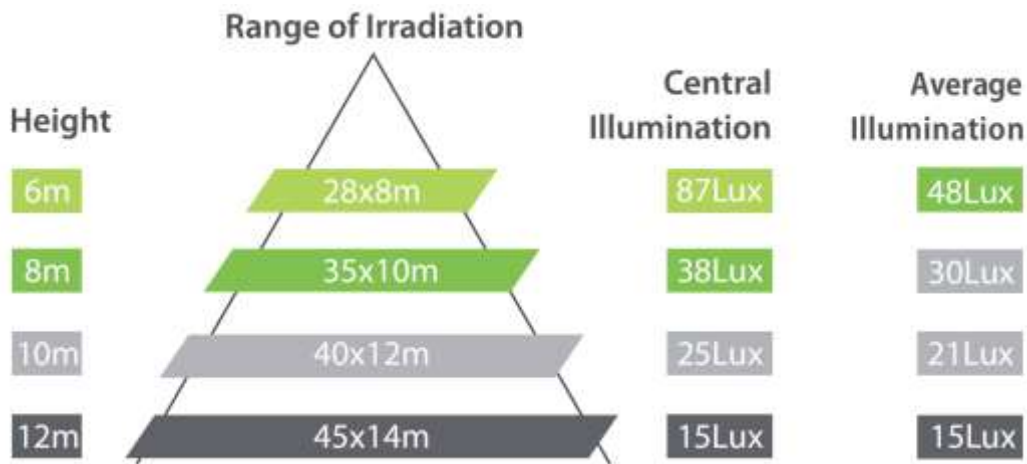 Range of Irradiation
Height
Central
Illumination
Average
Illumination
6m 28x8m 87Lux 48Lux
8m 35x10m 38Lux 30Lux
10m 40x12m 25Lux 21Lux
12m 45x14m 15Lux 15Lux